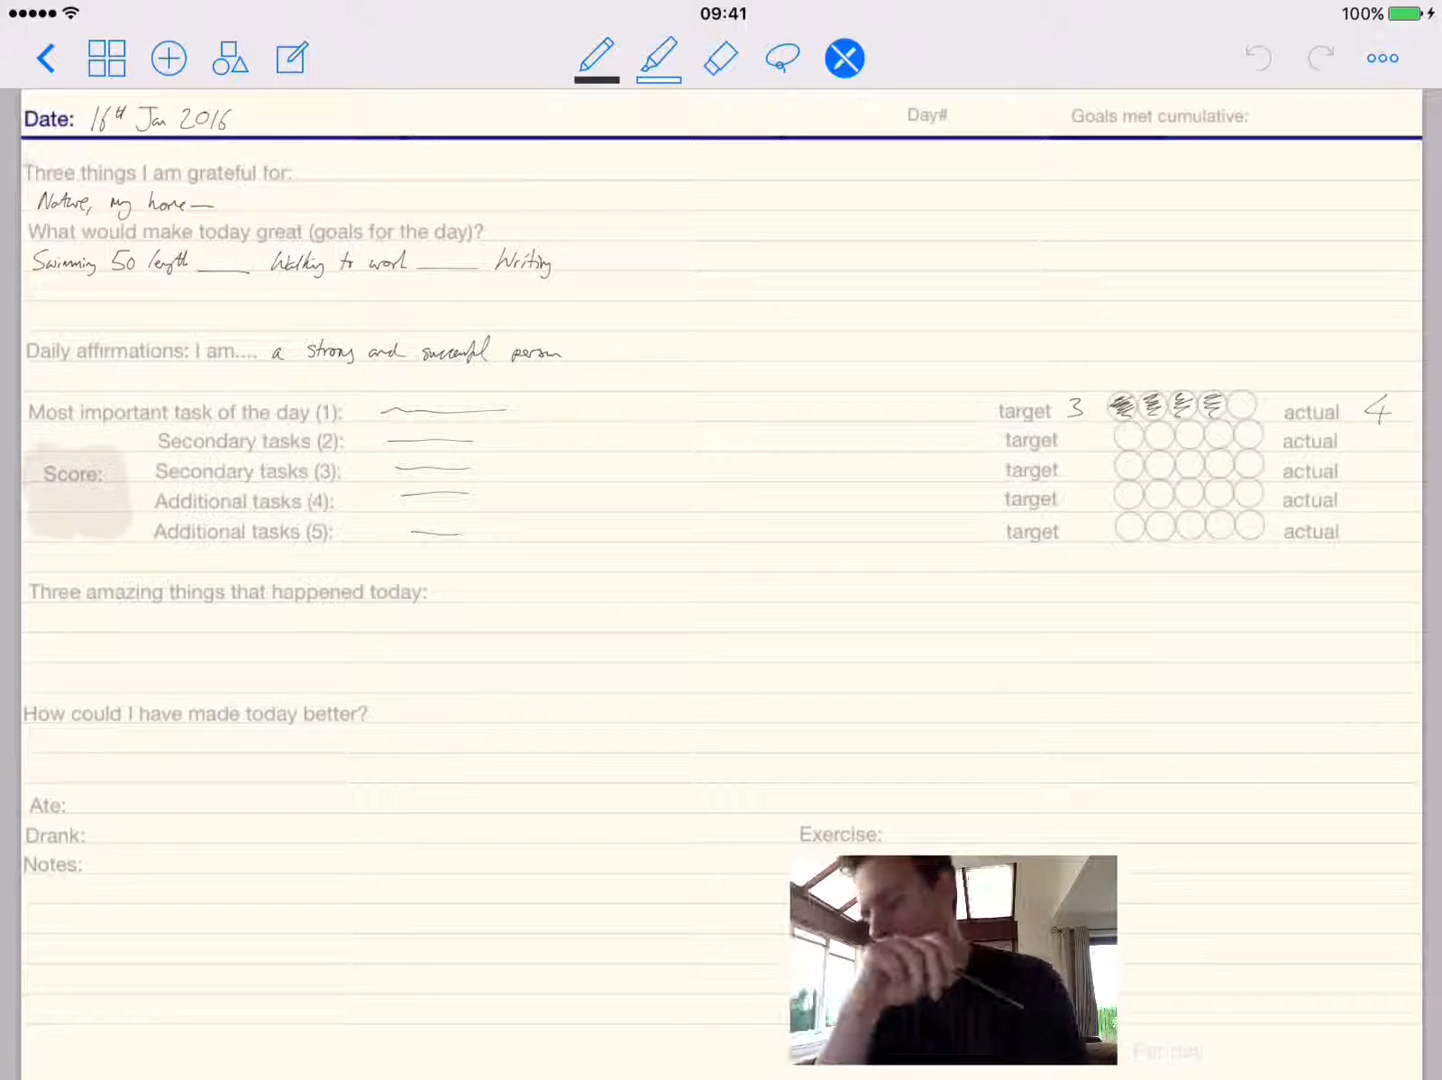 09:41
100%
Date: 16th Jan 2016 Day# Goals met cumulative:
Three things I am grateful for:
Nature, my home
What would make today great (goals for the day)?
Swimming 50 length Walking to work Writing
Daily affirmations: I am.... a strong and successful person
Most important task of the day (1): target 3 actual 4
Secondary tasks (2): target actual
Score: Secondary tasks (3): target actual
Additional tasks (4): target actual
Additional tasks (5): target actual
Three amazing things that happened today:
How could I have made today better?
Ate:
Drank: Exercise:
Notes: